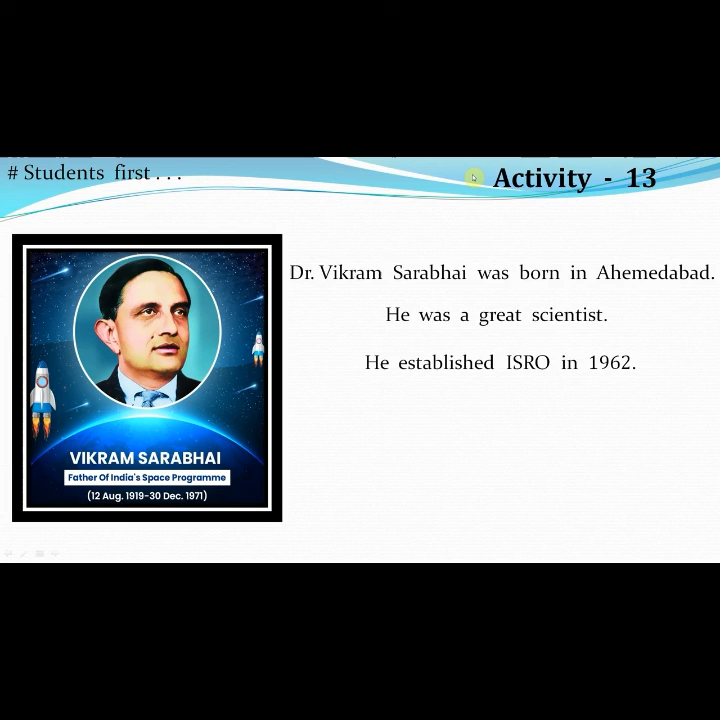 # Students first . . .
Activity - 13
Dr. Vikram Sarabhai was born in Ahemedabad.
He was a great scientist.
He established ISRO in 1962.
VIKRAM SARABHAI
Father Of India's Space Programme
(12 Aug. 1919-30 Dec. 1971)